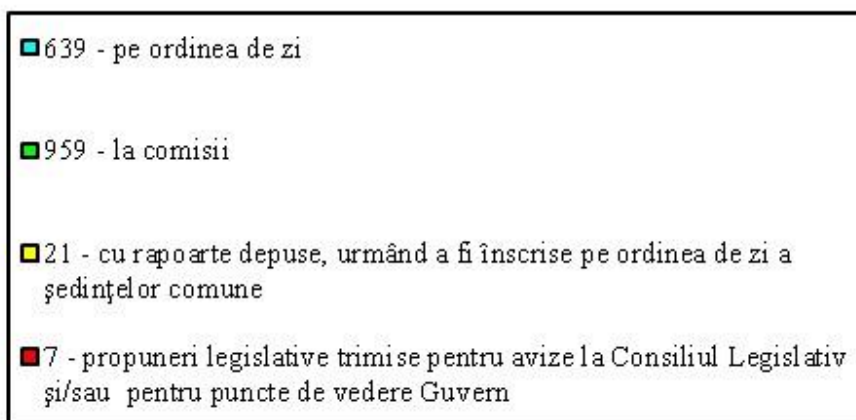 639 - pe ordinea de zi
959 - la comisii
21 - cu rapoarte depuse, urmând a fi înscrise pe ordinea de zi a
şedinţelor comune
7 - propuneri legislative trimise pentru avize la Consiliul Legislativ
şi/sau pentru puncte de vedere Guvern